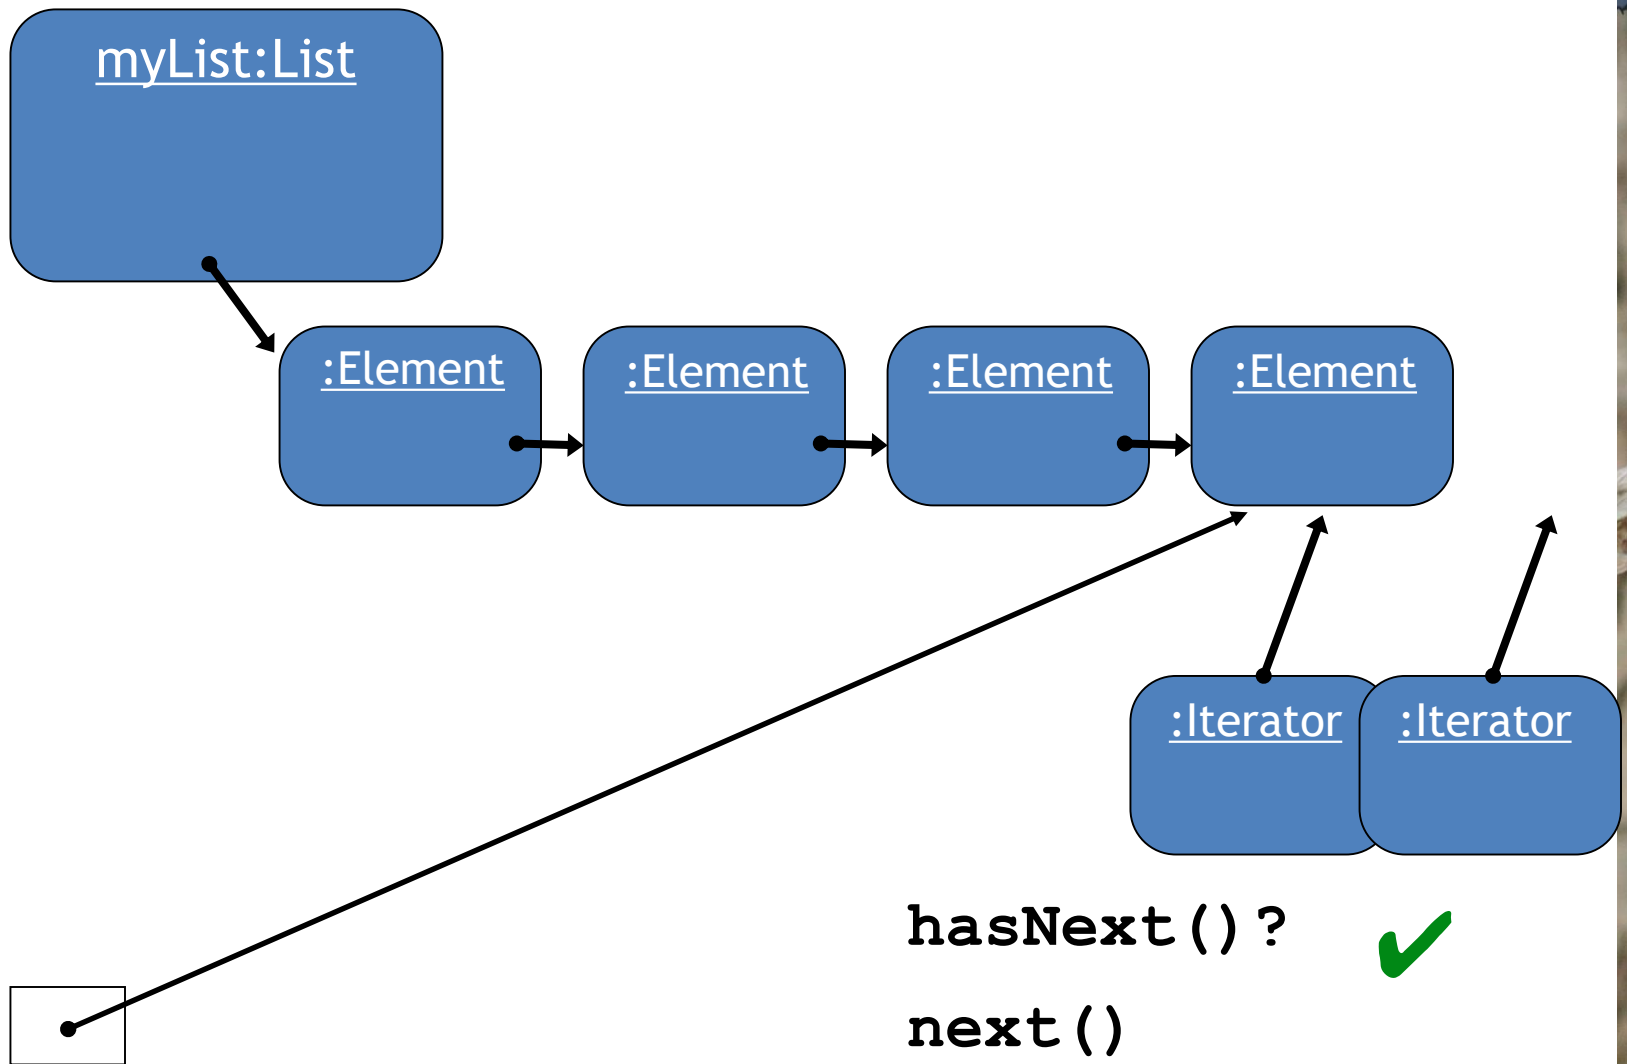 myList:List
:Element
:Element
:Element
:Element
:Iterator
:Iterator
hasNext()?
next()